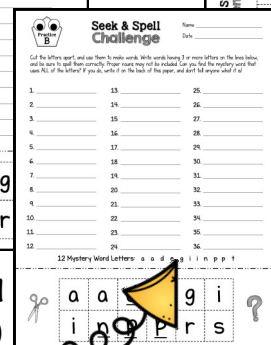 Practice
B
Seek & Spell
Challenge
Name
Date
Cut the letters apart, and use them to make words. Write words having 3 or more letters on the lines below,
and be sure to spell them correctly. Proper nouns may not be included. Can you find the mystery word that
uses ALL of the letters? If you do, write it on the back of this paper, and don't tell anyone what it is!
1. 13. 25.
2. 14. 26.
3. 15. 27.
4. 16. 28.
5. 17. 29.
6. 18. 30.
7. 19. 31.
8. 20. 32.
9. 21. 33.
10. 22. 34.
11. 23. 35.
12. 24. 36.
12 Mystery Word Letters: a a d e g i i n p p t
a a g i
i n p p r s
g
r